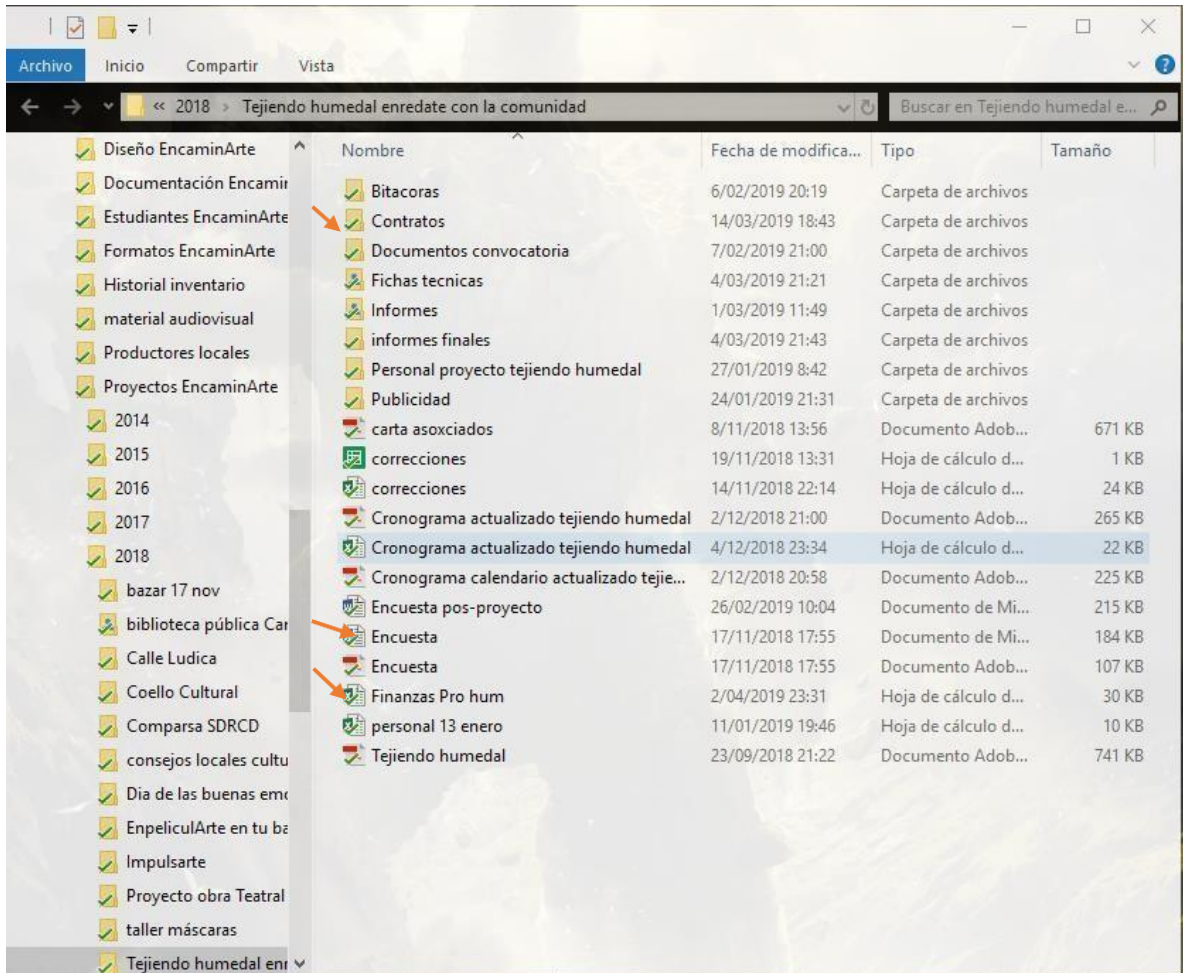 Archivo Inicio Compartir Vista
« 2018 > Tejiendo humedal enredate con la comunidad Buscar en Tejiendo humedal e...
Diseño EncaminArte
Documentación Encamin
Estudiantes EncaminArte
Formatos EncaminArte
Historial inventario
material audiovisual
Productores locales
Proyectos EncaminArte
2014
2015
2016
2017
2018
bazar 17 nov
biblioteca pública Car
Calle Ludica
Coello Cultural
Comparsa SDRCD
consejos locales cultu
Dia de las buenas emo
EnpeliculArte en tu ba
Impulsarte
Proyecto obra Teatral
taller máscaras
Tejiendo humedal enr
Nombre Fecha de modifica... Tipo Tamaño
Bitacoras 6/02/2019 20:19 Carpeta de archivos
Contratos 14/03/2019 18:43 Carpeta de archivos
Documentos convocatoria 7/02/2019 21:00 Carpeta de archivos
Fichas tecnicas 4/03/2019 21:21 Carpeta de archivos
Informes 1/03/2019 11:49 Carpeta de archivos
informes finales 4/03/2019 21:43 Carpeta de archivos
Personal proyecto tejiendo humedal 27/01/2019 8:42 Carpeta de archivos
Publicidad 24/01/2019 21:31 Carpeta de archivos
carta asoxciados 8/11/2018 13:56 Documento Adob... 671 KB
correcciones 19/11/2018 13:31 Hoja de cálculo d... 1 KB
correcciones 14/11/2018 22:14 Hoja de cálculo d... 24 KB
Cronograma actualizado tejiendo humedal 2/12/2018 21:00 Documento Adob... 265 KB
Cronograma actualizado tejiendo humedal 4/12/2018 23:34 Hoja de cálculo d... 22 KB
Cronograma calendario actualizado tejie... 2/12/2018 20:58 Documento Adob... 225 KB
Encuesta pos-proyecto 26/02/2019 10:04 Documento de Mi... 215 KB
Encuesta 17/11/2018 17:55 Documento de Mi... 184 KB
Encuesta 17/11/2018 17:55 Documento Adob... 107 KB
Finanzas Pro hum 2/04/2019 23:31 Hoja de cálculo d... 30 KB
personal 13 enero 11/01/2019 19:46 Hoja de cálculo d... 10 KB
Tejiendo humedal 23/09/2018 21:22 Documento Adob... 741 KB